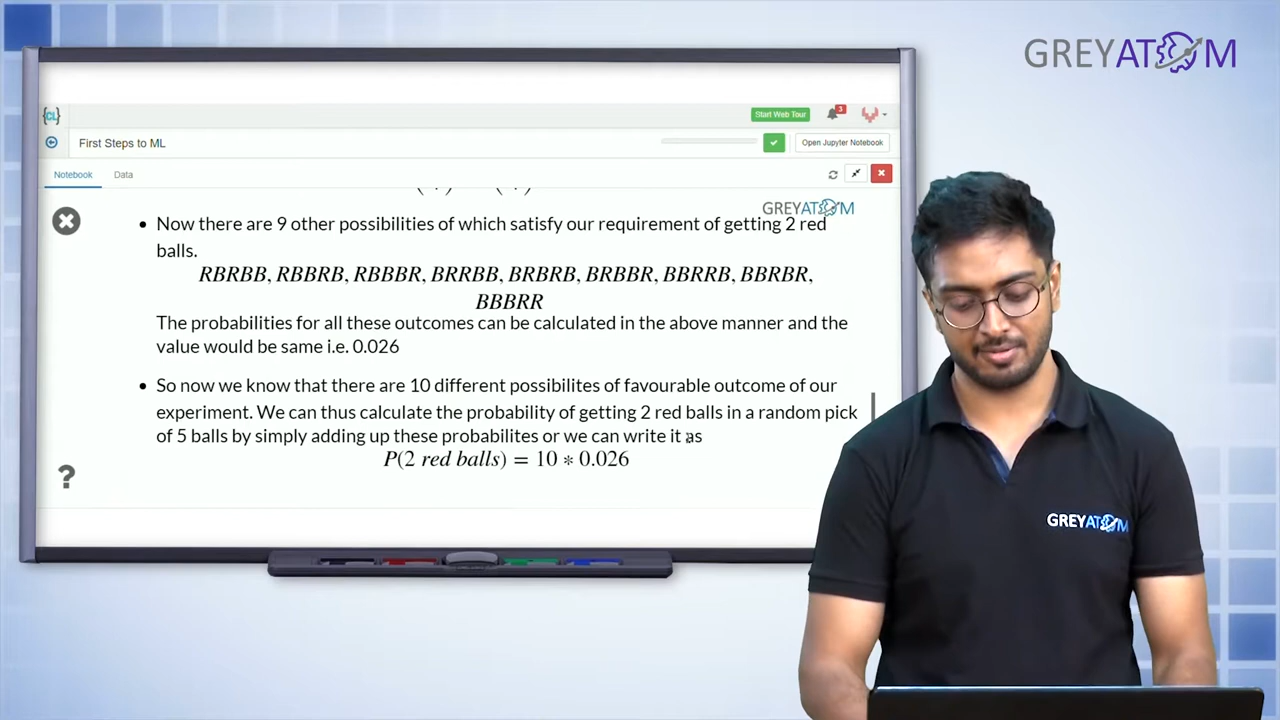 GREYATOM
{CL}
Start Web Tour
3
First Steps to ML
Open Jupyter Notebook
Notebook
Data
GREYATOM
• Now there are 9 other possibilities of which satisfy our requirement of getting 2 red
balls.
RBRBB, RBBRB, RBBBR, BRRBB, BRBRB, BRBBR, BBRRB, BBRBR,
BBBRR
The probabilities for all these outcomes can be calculated in the above manner and the
value would be same i.e. 0.026
• So now we know that there are 10 different possibilites of favourable outcome of our
experiment. We can thus calculate the probability of getting 2 red balls in a random pick
of 5 balls by simply adding up these probabilites or we can write it as
P(2 red balls) = 10 ∗ 0.026
?
GREYATOM